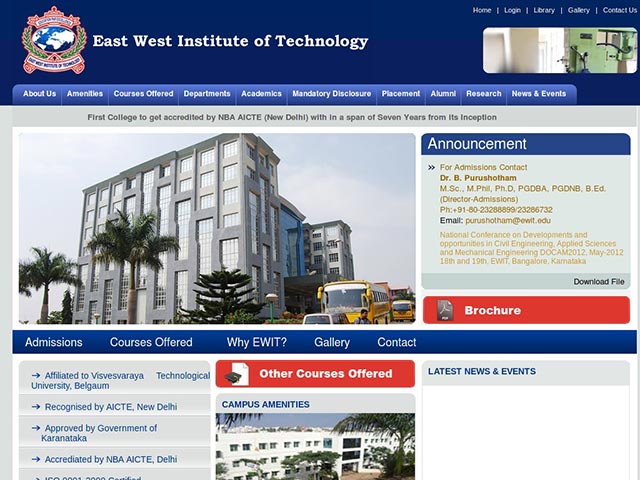 Home | Login | Library | Gallery | Contact Us
East West Institute of Technology
EAST WEST INSTITUTE OF TECHNOLOGY
About Us Amenities Courses Offered Departments Academics Mandatory Disclosure Placement Alumni Research News & Events
First College to get accredited by NBA AICTE (New Delhi) with in a span of Seven Years from its Inception
Announcement
For Admissions Contact
Dr. B. Purushotham
M.Sc., M.Phil, Ph.D, PGDBA, PGDNB, B.Ed.
(Director-Admissions)
Ph:+91-80-23288899/23286732
Email: purushotham@ewit.edu
National Conferance on Developments and
opportunities in Civil Engineering, Applied Sciences
and Mechanical Engineering DOCAM2012, May-2012
18th and 19th, EWIT, Bangalore, Karnataka
Download File
Brochure
Admissions Courses Offered Why EWIT? Gallery Contact
Affiliated to Visvesvaraya Technological
University, Belgaum
Recognised by AICTE, New Delhi
Approved by Government of
Karanataka
Accrediated by NBA AICTE, Delhi
ISO 9001-2000 Certified
Other Courses Offered
CAMPUS AMENITIES
LATEST NEWS & EVENTS